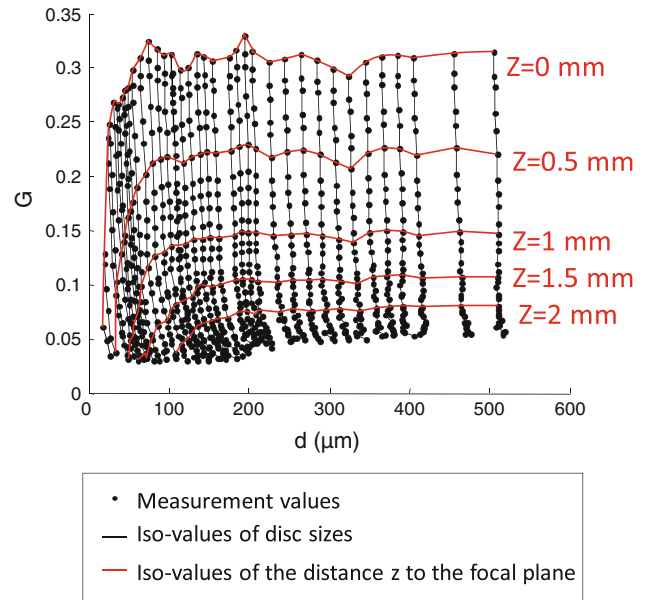 G
0.35
0.3
0.25
0.2
0.15
0.1
0.05
0
0 100 200 300 400 500 600
d (μm)
Z=0 mm
Z=0.5 mm
Z=1 mm
Z=1.5 mm
Z=2 mm
Measurement values
Iso-values of disc sizes
Iso-values of the distance z to the focal plane